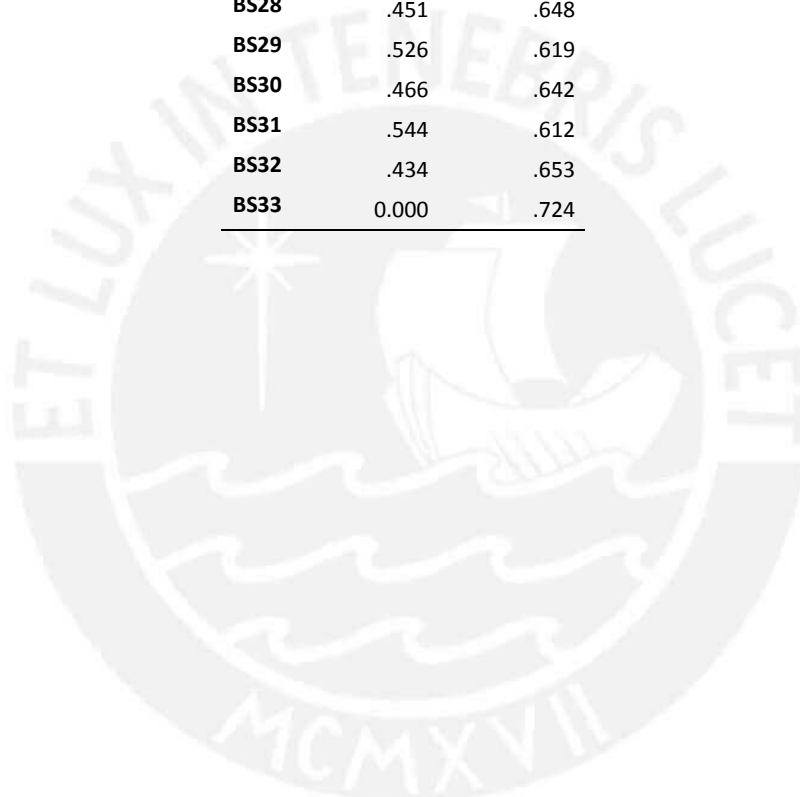 BS28 .451 .648
BS29 .526 .619
BS30 .466 .642
BS31 .544 .612
BS32 .434 .653
BS33 0.000 .724
ET LUX IN TENEBRIS LUCET
MCMXVII